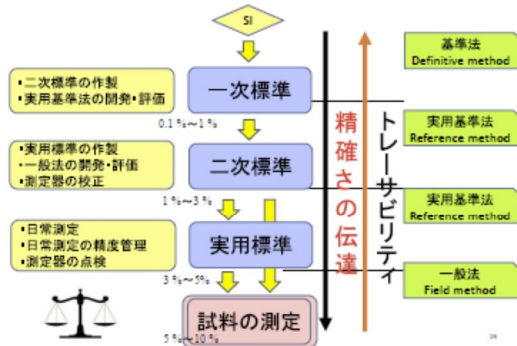 SI
基準法
Definitive method
・二次標準の作製
・実用基準法の開発・評価
一次標準
0.1 %~1 %
実用基準法
Reference method
・実用標準の作製
・一般法の開発・評価
・測定器の校正
二次標準
1 %~3 %
精確さの伝達
トレーサビリティ
実用基準法
Reference method
・日常測定
・日常測定の精度管理
・測定器の点検
実用標準
3 %~5%
一般法
Field method
試料の測定
5 %~10 %